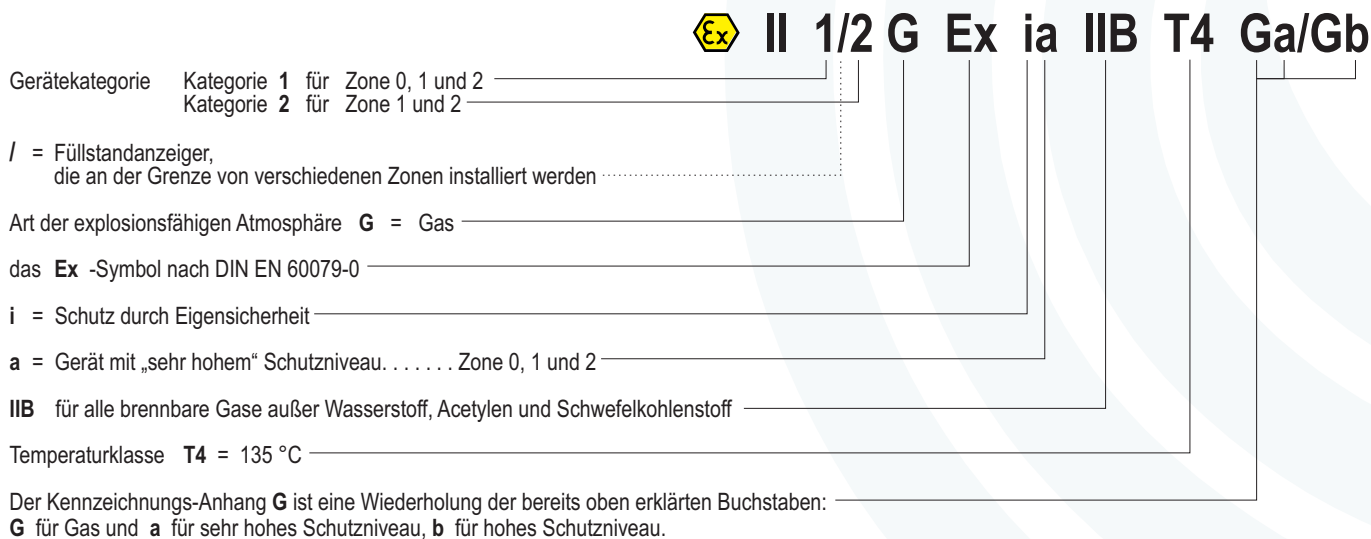 Ex II 1/2 G Ex ia IIB T4 Ga/Gb
Gerätekategorie Kategorie 1 für Zone 0, 1 und 2
Kategorie 2 für Zone 1 und 2
/ = Füllstandanzeiger,
die an der Grenze von verschiedenen Zonen installiert werden
Art der explosionsfähigen Atmosphäre G = Gas
das Ex -Symbol nach DIN EN 60079-0
i = Schutz durch Eigensicherheit
a = Gerät mit „sehr hohem“ Schutzniveau. . . . . . . Zone 0, 1 und 2
IIB für alle brennbare Gase außer Wasserstoff, Acetylen und Schwefelkohlenstoff
Temperaturklasse T4 = 135 °C
Der Kennzeichnungs-Anhang G ist eine Wiederholung der bereits oben erklärten Buchstaben:
G für Gas und a für sehr hohes Schutzniveau, b für hohes Schutzniveau.